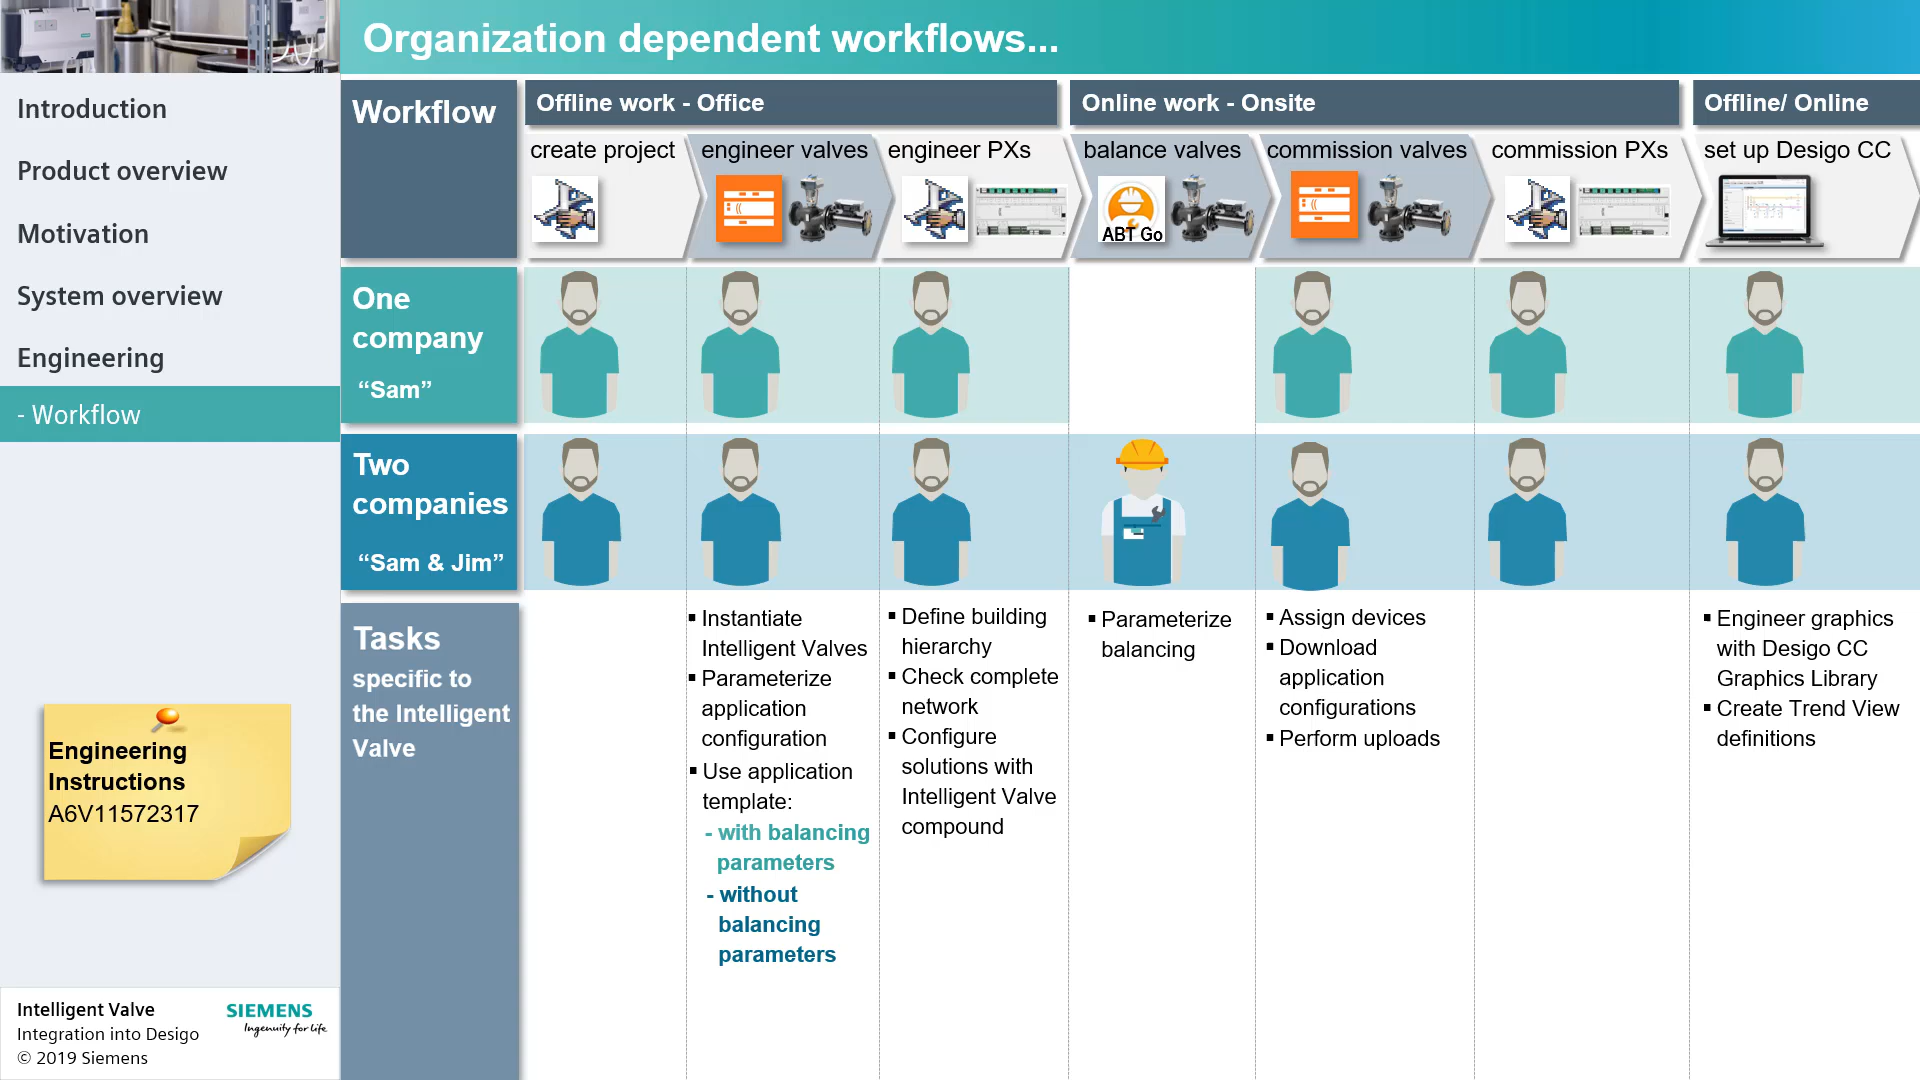 Organization dependent workflows...
Introduction
Product overview
Motivation
System overview
Engineering
- Workflow
Engineering
Instructions
A6V11572317
Intelligent Valve
Integration into Desigo
© 2019 Siemens
SIEMENS
Ingenuity for life
Workflow
Offline work - Office
Online work - Onsite
Offline/ Online
create project
engineer valves
engineer PXs
balance valves
commission valves
commission PXs
set up Desigo CC
ABT Go
One
company
“Sam”
Two
companies
“Sam & Jim”
Tasks
specific to
the Intelligent
Valve
▪ Instantiate
Intelligent Valves
▪ Parameterize
application
configuration
▪ Use application
template:
- with balancing
parameters
- without
balancing
parameters
▪ Define building
hierarchy
▪ Check complete
network
▪ Configure
solutions with
Intelligent Valve
compound
▪ Parameterize
balancing
▪ Assign devices
▪ Download
application
configurations
▪ Perform uploads
▪ Engineer graphics
with Desigo CC
Graphics Library
▪ Create Trend View
definitions